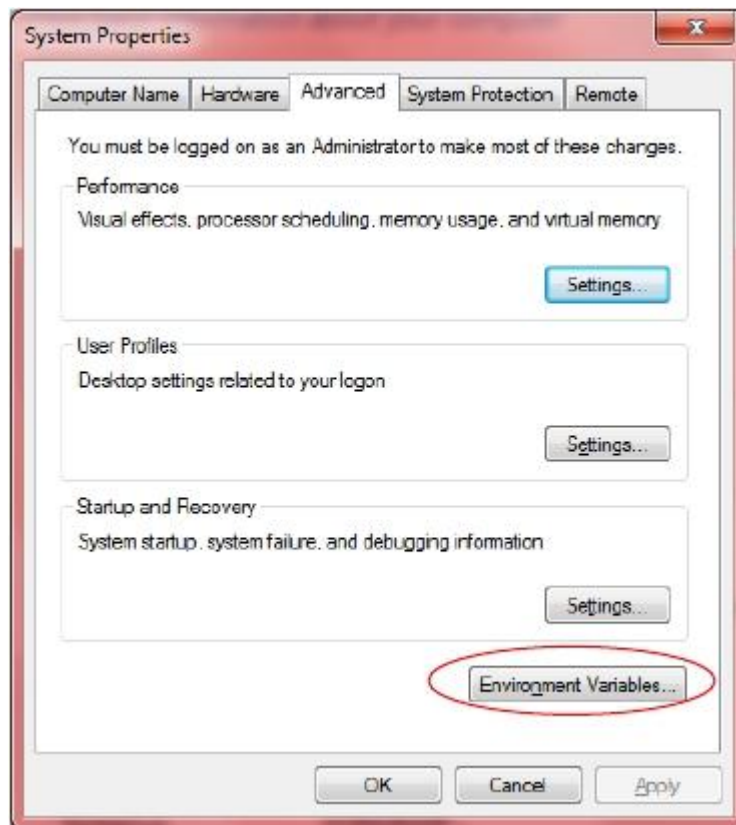 System Properties
Computer Name Hardware Advanced System Protection Remote
You must be logged on as an Administrator to make most of these changes.
Performance
Visual effects, processor scheduling, memory usage, and virtual memory
Settings...
User Profiles
Desktop settings related to your logon
Settings...
Startup and Recovery
System startup, system failure, and debugging information
Settings...
Environment Variables...
OK Cancel Apply